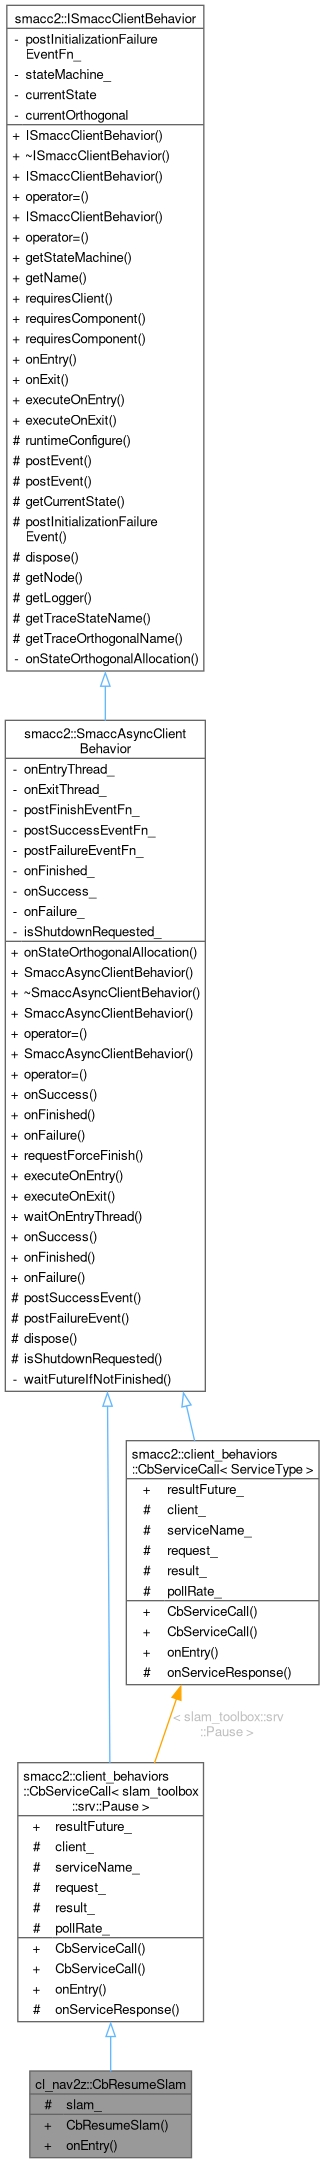 smacc2::ISmaccClientBehavior
- postInitializationFailure
EventFn_
- stateMachine_
- currentState
- currentOrthogonal
+ ISmaccClientBehavior()
+ ~ISmaccClientBehavior()
+ ISmaccClientBehavior()
+ operator=()
+ ISmaccClientBehavior()
+ operator=()
+ getStateMachine()
+ getName()
+ requiresClient()
+ requiresComponent()
+ requiresComponent()
+ onEntry()
+ onExit()
+ executeOnEntry()
+ executeOnExit()
# runtimeConfigure()
# postEvent()
# postEvent()
# getCurrentState()
# postInitializationFailure
Event()
# dispose()
# getNode()
# getLogger()
# getTraceStateName()
# getTraceOrthogonalName()
- onStateOrthogonalAllocation()
smacc2::SmaccAsyncClient
Behavior
- onEntryThread_
- onExitThread_
- postFinishEventFn_
- postSuccessEventFn_
- postFailureEventFn_
- onFinished_
- onSuccess_
- onFailure_
- isShutdownRequested_
+ onStateOrthogonalAllocation()
+ SmaccAsyncClientBehavior()
+ ~SmaccAsyncClientBehavior()
+ SmaccAsyncClientBehavior()
+ operator=()
+ SmaccAsyncClientBehavior()
+ operator=()
+ onSuccess()
+ onFinished()
+ onFailure()
+ requestForceFinish()
+ executeOnEntry()
+ executeOnExit()
+ waitOnEntryThread()
+ onSuccess()
+ onFinished()
+ onFailure()
# postSuccessEvent()
# postFailureEvent()
# dispose()
# isShutdownRequested()
- waitFutureIfNotFinished()
smacc2::client_behaviors
::CbServiceCall< ServiceType >
+ resultFuture_
# client_
# serviceName_
# request_
# result_
# pollRate_
+ CbServiceCall()
+ CbServiceCall()
+ onEntry()
# onServiceResponse()
< slam_toolbox::srv
::Pause >
smacc2::client_behaviors
::CbServiceCall< slam_toolbox
::srv::Pause >
+ resultFuture_
# client_
# serviceName_
# request_
# result_
# pollRate_
+ CbServiceCall()
+ CbServiceCall()
+ onEntry()
# onServiceResponse()
cl_nav2z::CbResumeSlam
# slam_
+ CbResumeSlam()
+ onEntry()